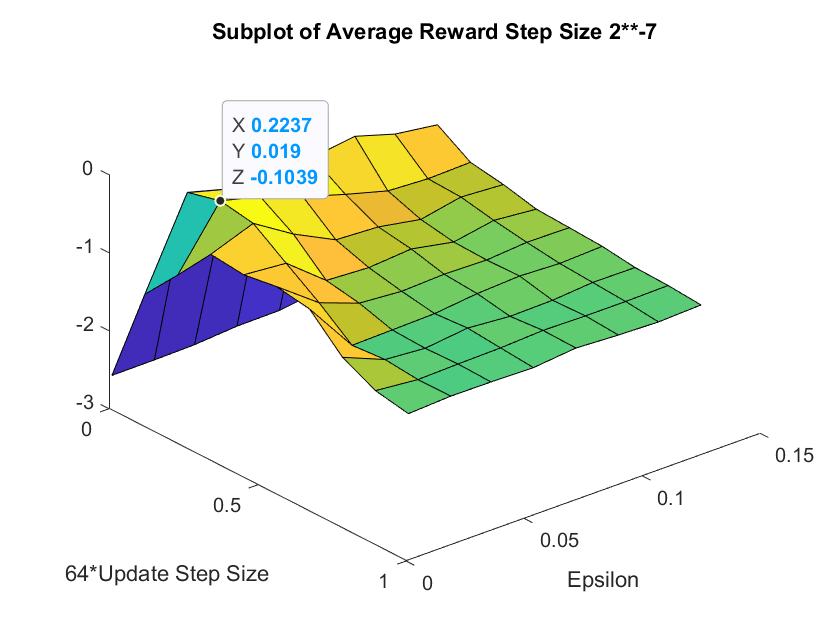 Subplot of Average Reward Step Size 2**-7
X 0.2237
Y 0.019
Z -0.1039
0
-1
-2
-3
0
0.5
1
64*Update Step Size
0
0.05
0.1
0.15
Epsilon